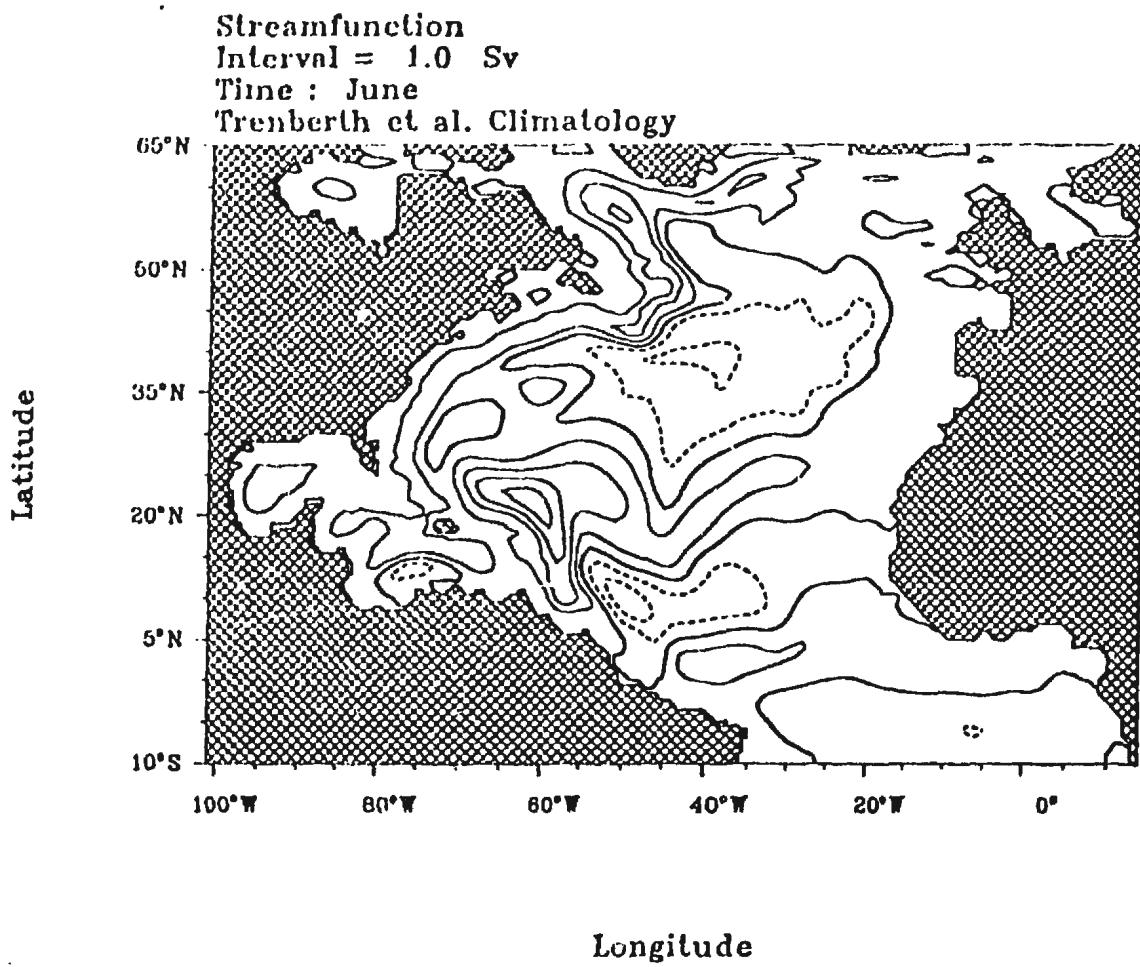 Streamfunction
Interval = 1.0 Sv
Time : June
Trenberth et al. Climatology
65°N
50°N
35°N
20°N
5°N
10°S
Latitude
100°W 80°W 60°W 40°W 20°W 0°
Longitude